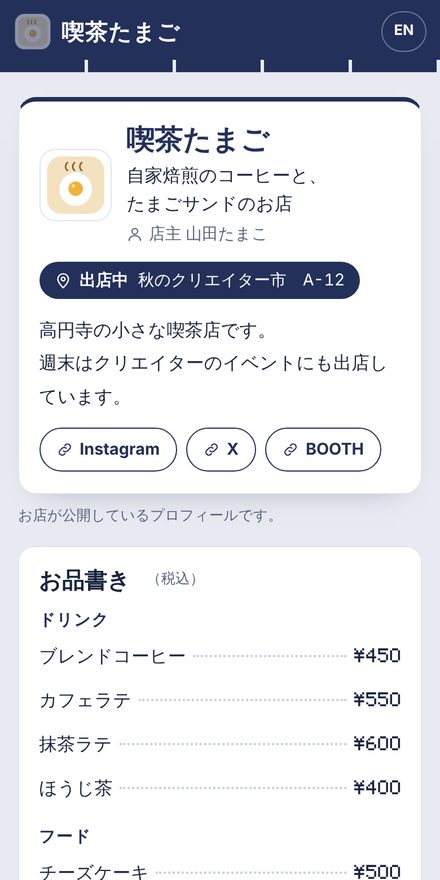 喫茶たまご
EN
喫茶たまご
自家焙煎のコーヒーと、
たまごサンドのお店
店主 山田たまこ
出店中 秋のクリエイター市 A-12
高円寺の小さな喫茶店です。
週末はクリエイターのイベントにも出店し
ています。
Instagram X BOOTH
お店が公開しているプロフィールです。
お品書き （税込）
ドリンク
ブレンドコーヒー ¥450
カフェラテ ¥550
抹茶ラテ ¥600
ほうじ茶 ¥400
フード
チーズケーキ ¥500